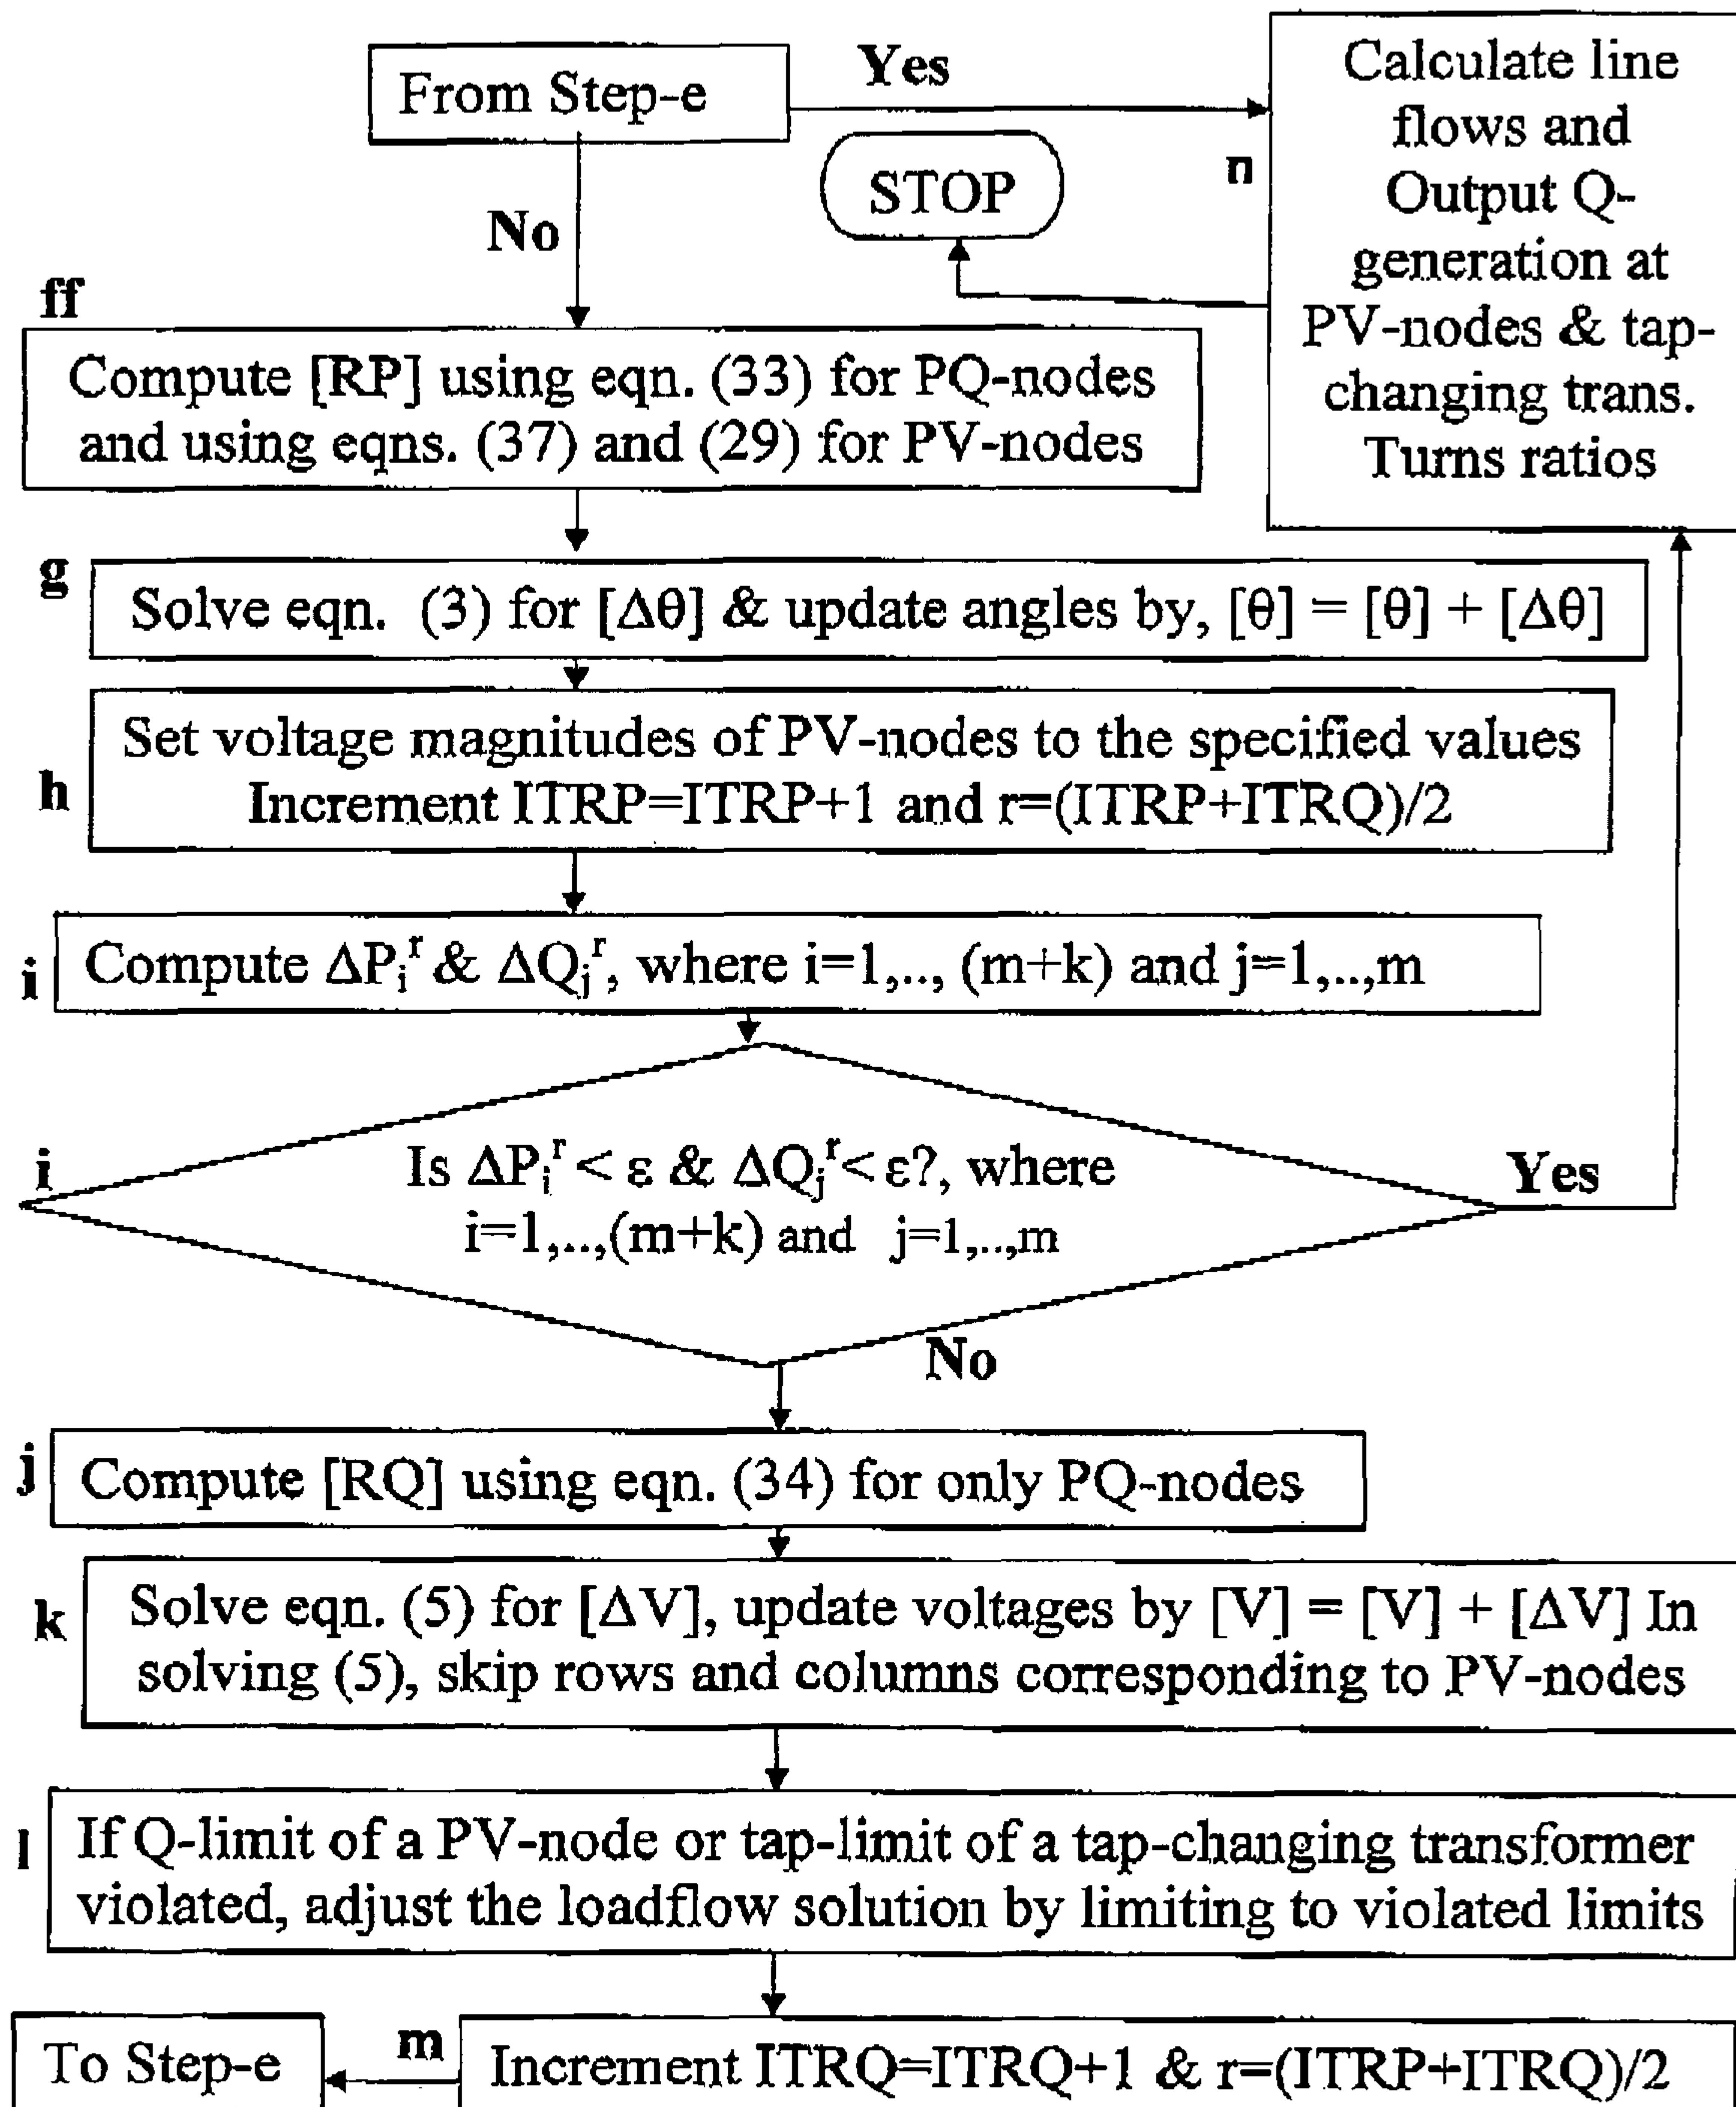 From Step-e
Yes
Calculate line
flows and
Output Q-
generation at
PV-nodes & tap-
changing trans.
Turns ratios
n
STOP
No
ff
Compute [RP] using eqn. (33) for PQ-nodes
and using eqns. (37) and (29) for PV-nodes
g
Solve eqn. (3) for [Δθ] & update angles by, [θ] = [θ] + [Δθ]
h
Set voltage magnitudes of PV-nodes to the specified values
Increment ITRP=ITRP+1 and r=(ITRP+ITRQ)/2
i
Compute ΔPᵢʳ & ΔQⱼʳ, where i=1,.., (m+k) and j=1,..,m
i
Is ΔPᵢʳ < ε & ΔQⱼʳ< ε?, where
i=1,..,(m+k) and j=1,..,m
Yes
No
j
Compute [RQ] using eqn. (34) for only PQ-nodes
k
Solve eqn. (5) for [ΔV], update voltages by [V] = [V] + [ΔV] In
solving (5), skip rows and columns corresponding to PV-nodes
l
If Q-limit of a PV-node or tap-limit of a tap-changing transformer
violated, adjust the loadflow solution by limiting to violated limits
To Step-e
m
Increment ITRQ=ITRQ+1 & r=(ITRP+ITRQ)/2